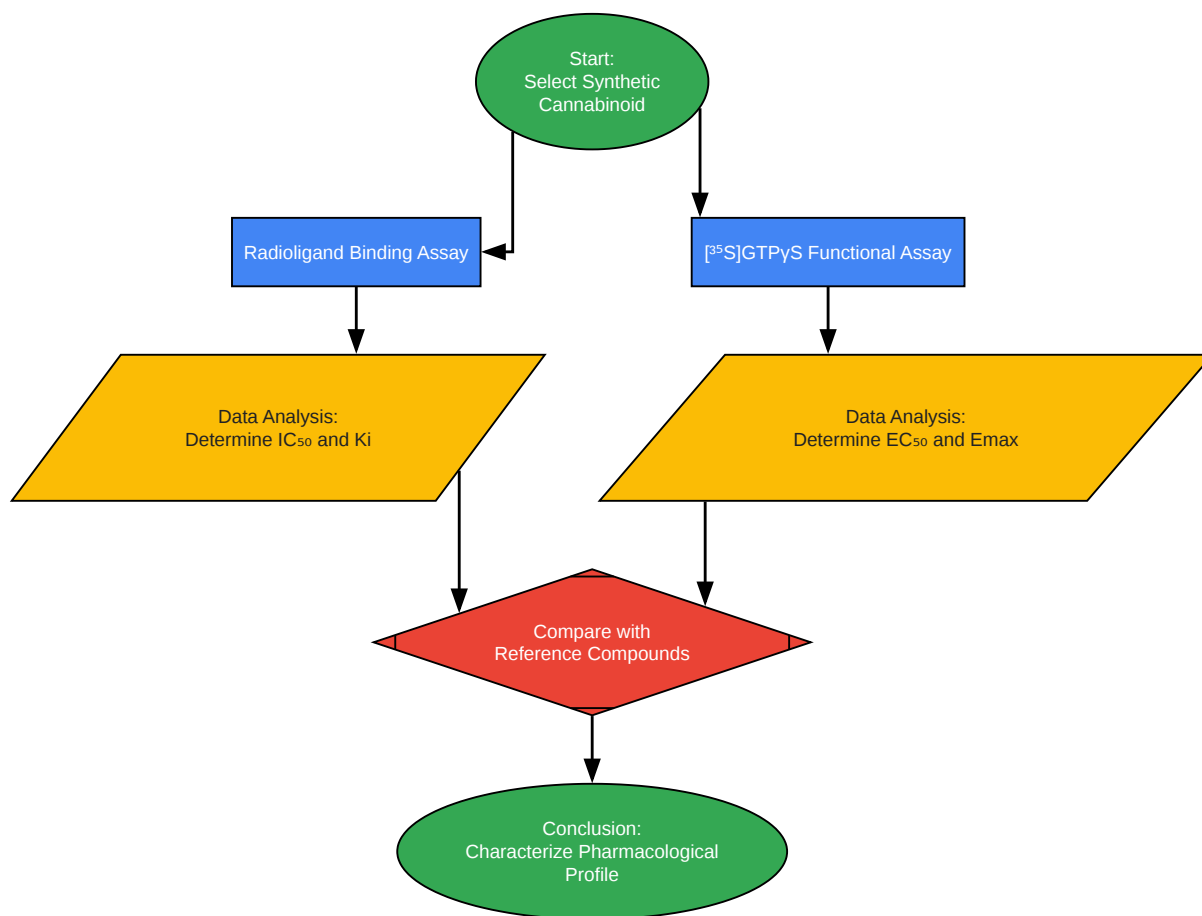 Start:
Select Synthetic
Cannabinoid
Radioligand Binding Assay
[³⁵S]GTPγS Functional Assay
Data Analysis:
Determine IC₅₀ and Ki
Data Analysis:
Determine EC₅₀ and Emax
Compare with
Reference Compounds
Conclusion:
Characterize Pharmacological
Profile